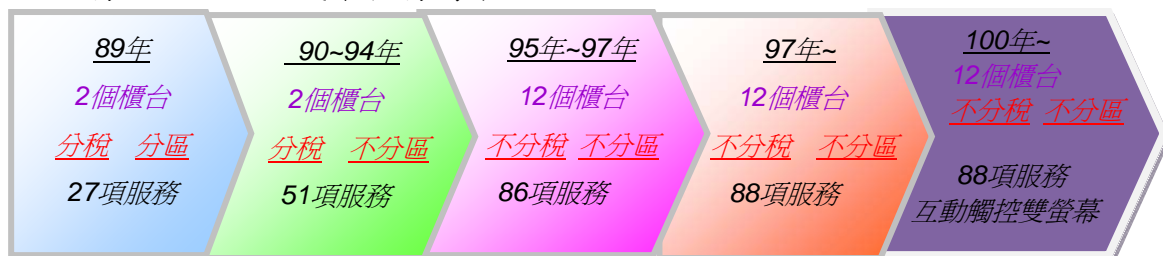 89年
2個櫃台
分稅 分區
27項服務
90~94年
2個櫃台
分稅 不分區
51項服務
95年~97年
12個櫃台
不分稅 不分區
86項服務
97年~
12個櫃台
不分稅 不分區
88項服務
100年~
12個櫃台
不分稅 不分區
88項服務
互動觸控雙螢幕